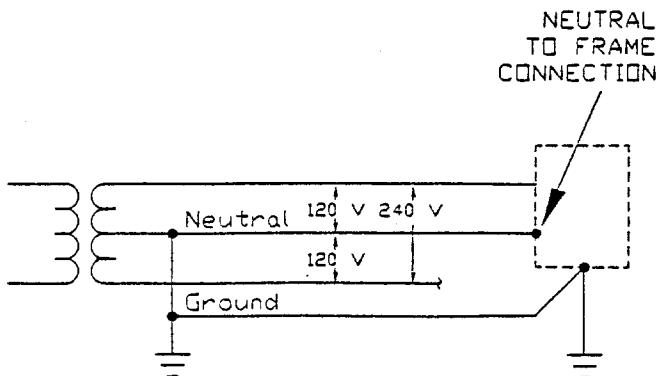 NEUTRAL
TO FRAME
CONNECTION
Neutral
120 V 240 V
120 V
Ground